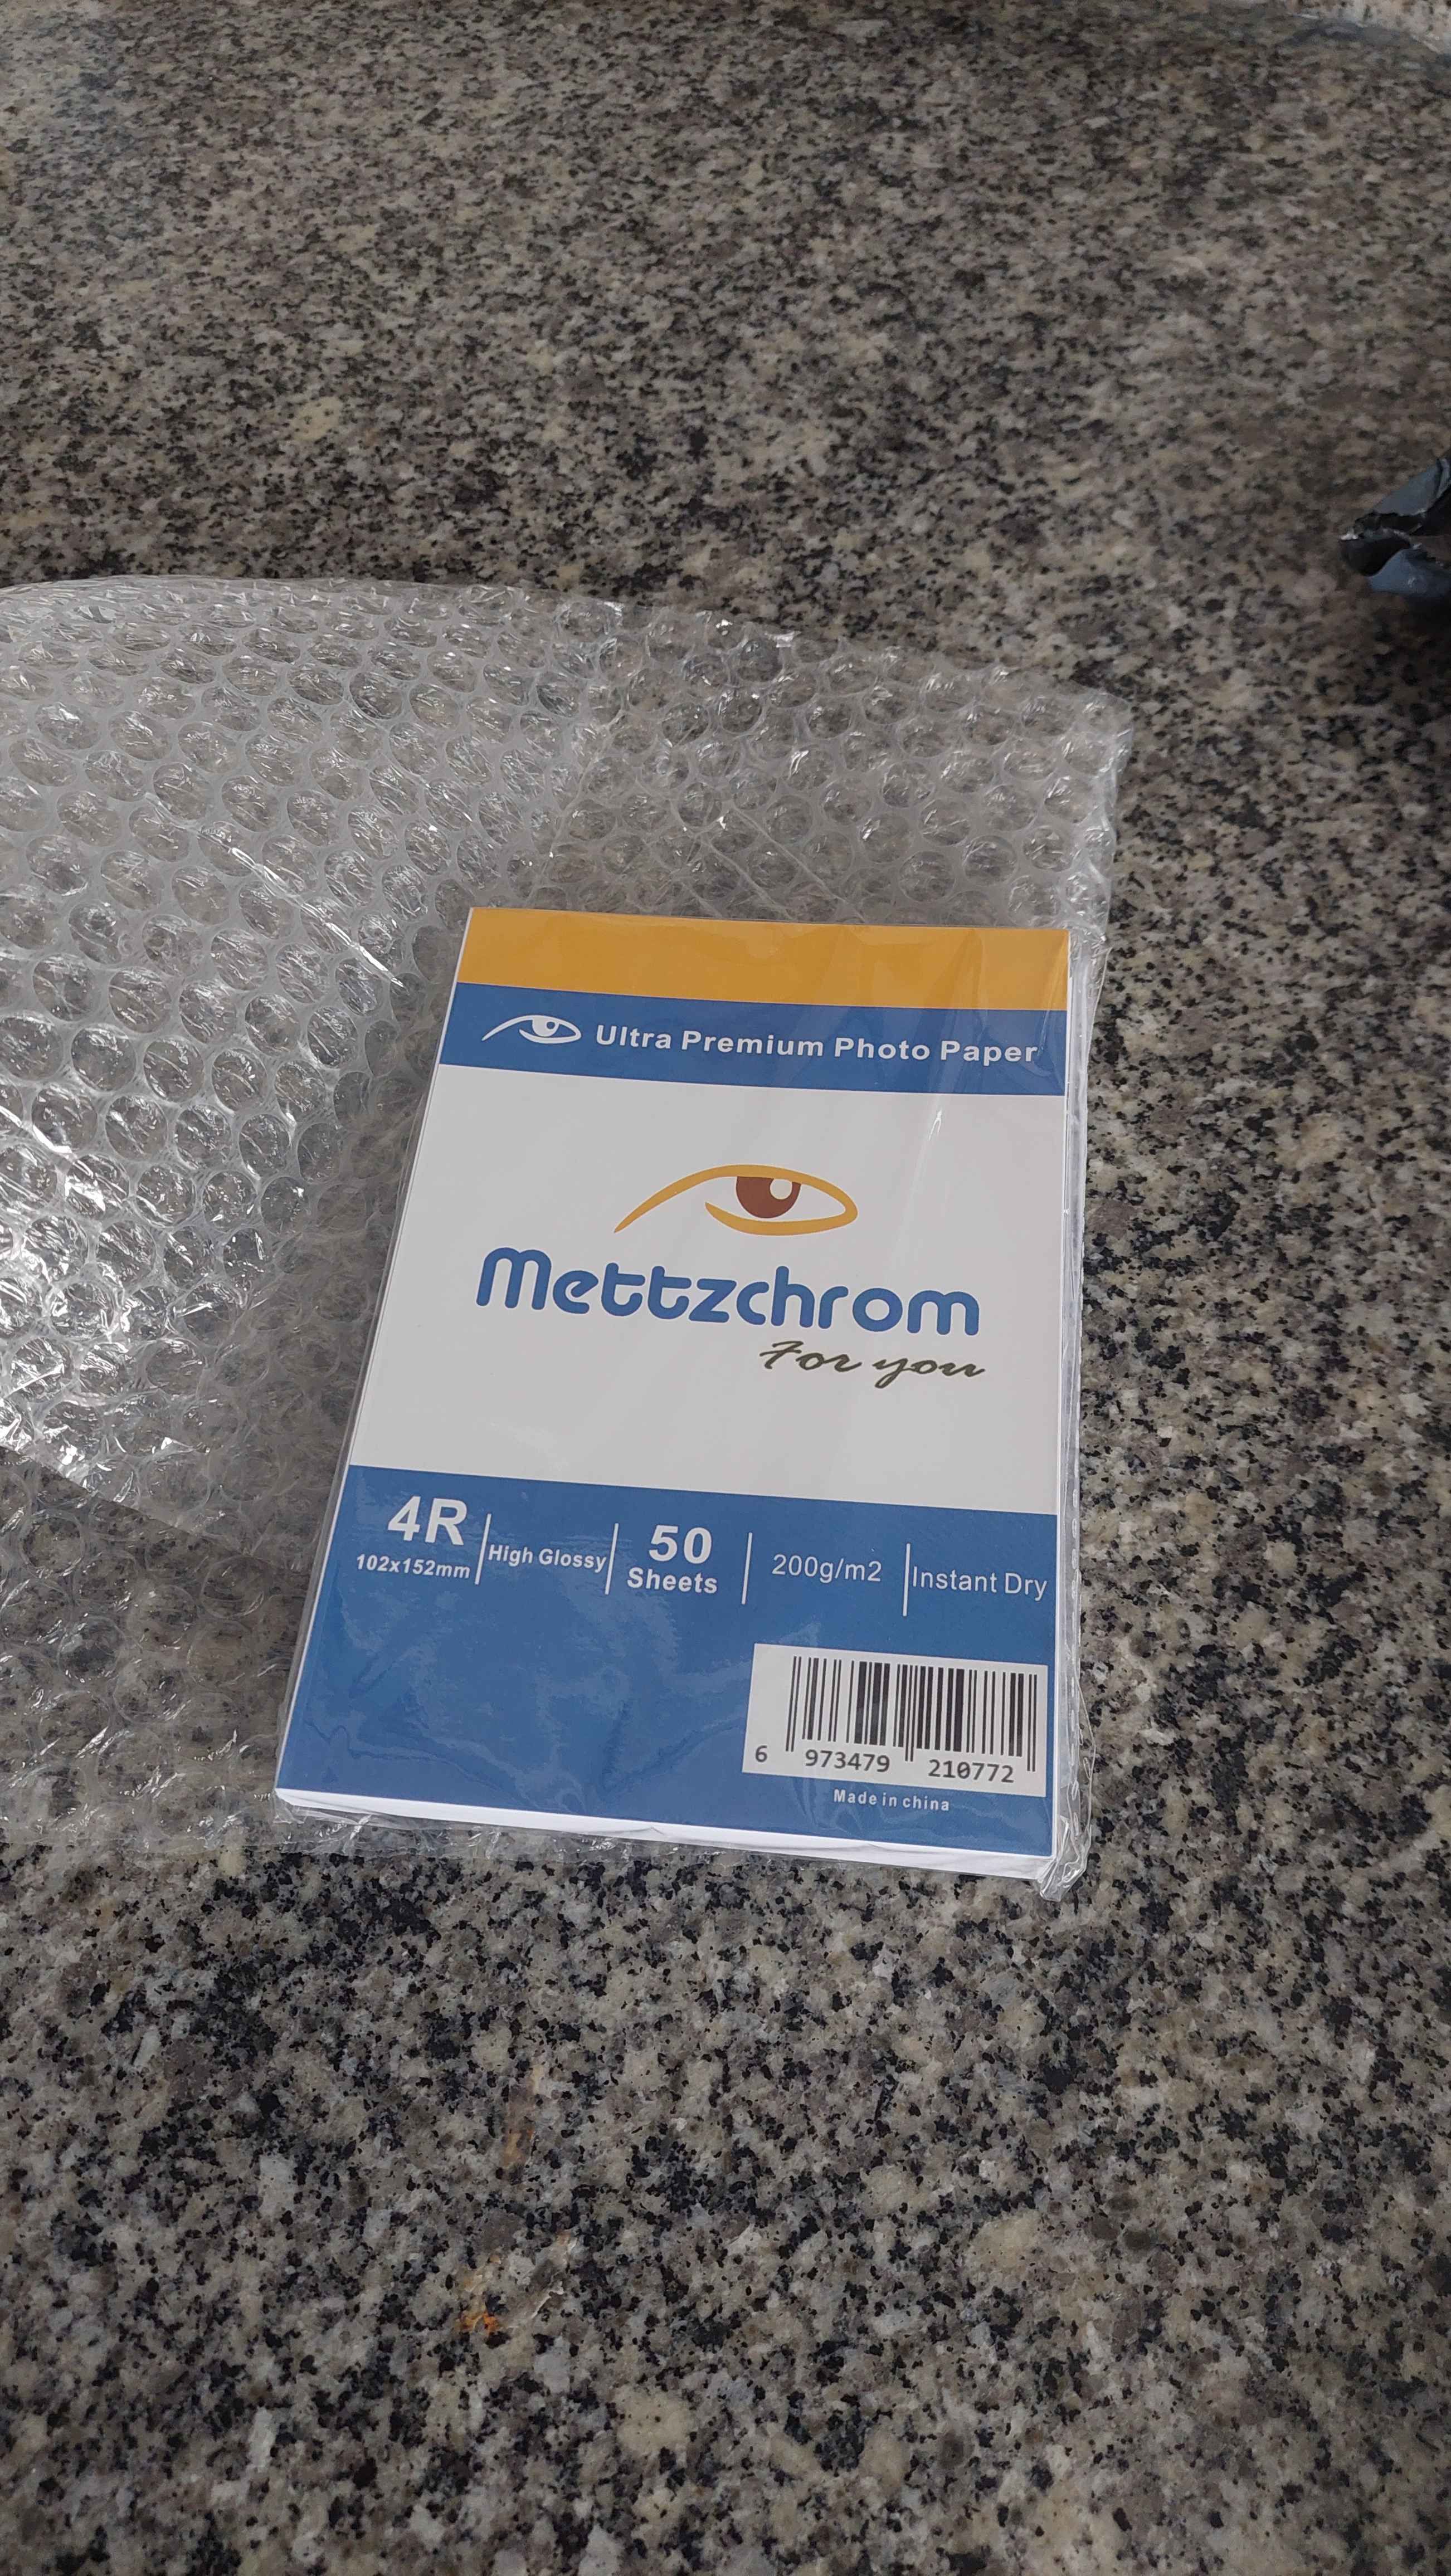 Ultra Premium Photo Paper
Mettzchrom
For you
4R
102x152mm
High Glossy
50
Sheets
200g/m2
Instant Dry
6 973479 210772
Made in china